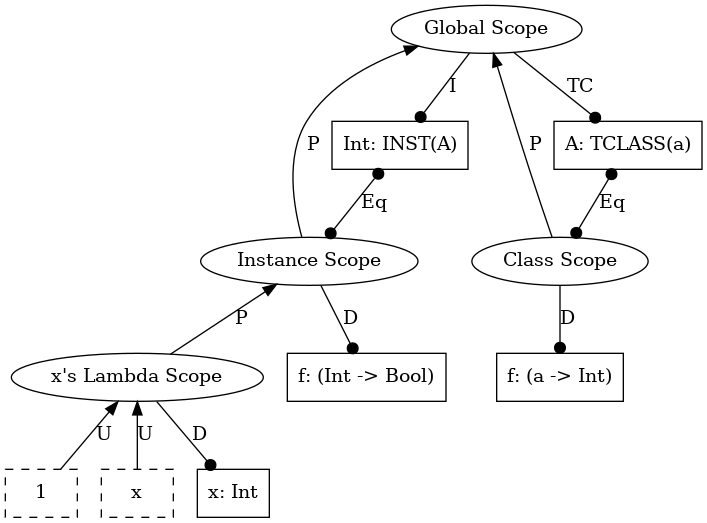 Global Scope
I
TC
P
Int: INST(A)
P
A: TCLASS(a)
Eq
Eq
Instance Scope
Class Scope
P
D
D
x's Lambda Scope
f: (Int -> Bool)
f: (a -> Int)
U
U
D
1
x
x: Int